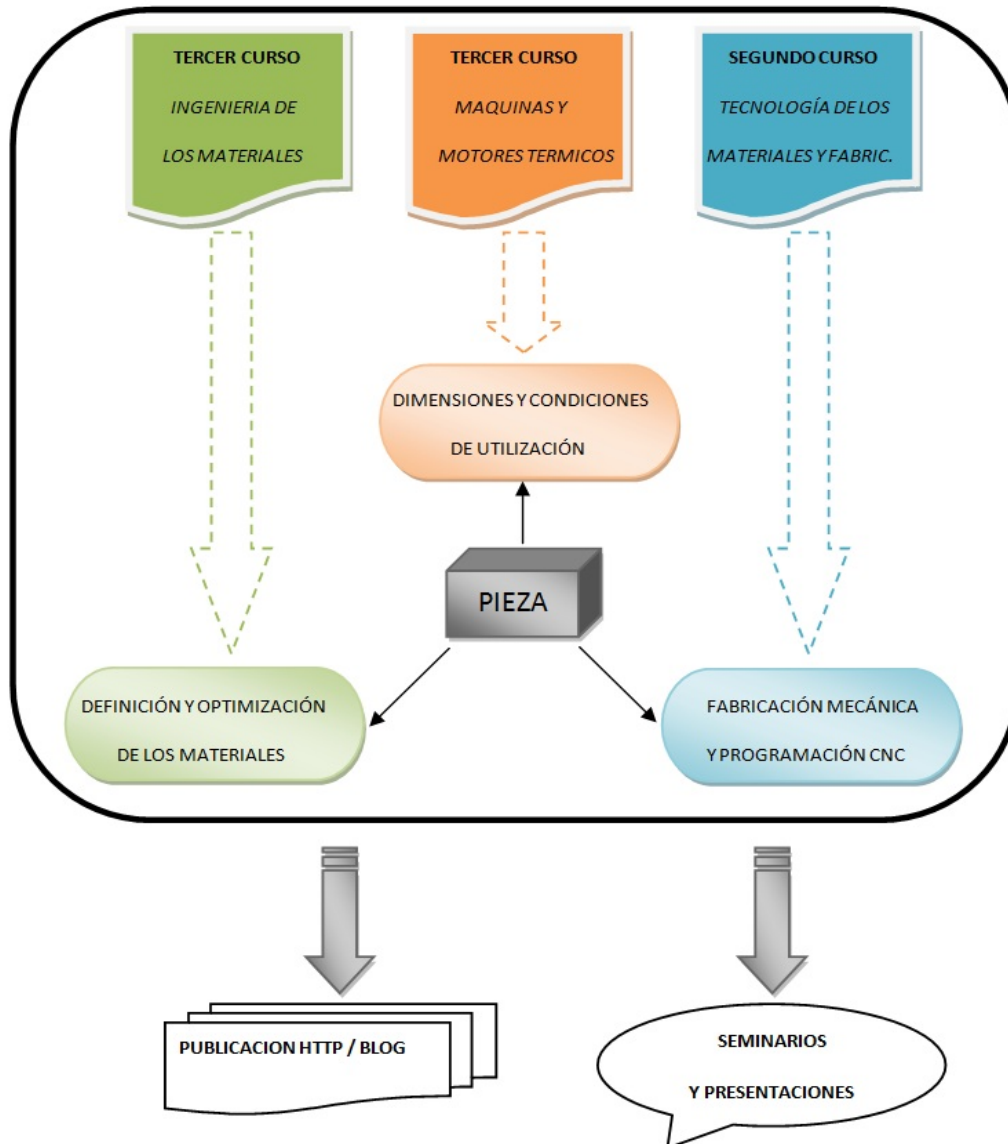 TERCER CURSO
INGENIERIA DE
LOS MATERIALES
TERCER CURSO
MAQUINAS Y
MOTORES TERMICOS
SEGUNDO CURSO
TECNOLOGÍA DE LOS
MATERIALES Y FABRIC.
DIMENSIONES Y CONDICIONES
DE UTILIZACIÓN
PIEZA
DEFINICIÓN Y OPTIMIZACIÓN
DE LOS MATERIALES
FABRICACIÓN MECÁNICA
Y PROGRAMACIÓN CNC
PUBLICACION HTTP / BLOG
SEMINARIOS
Y PRESENTACIONES